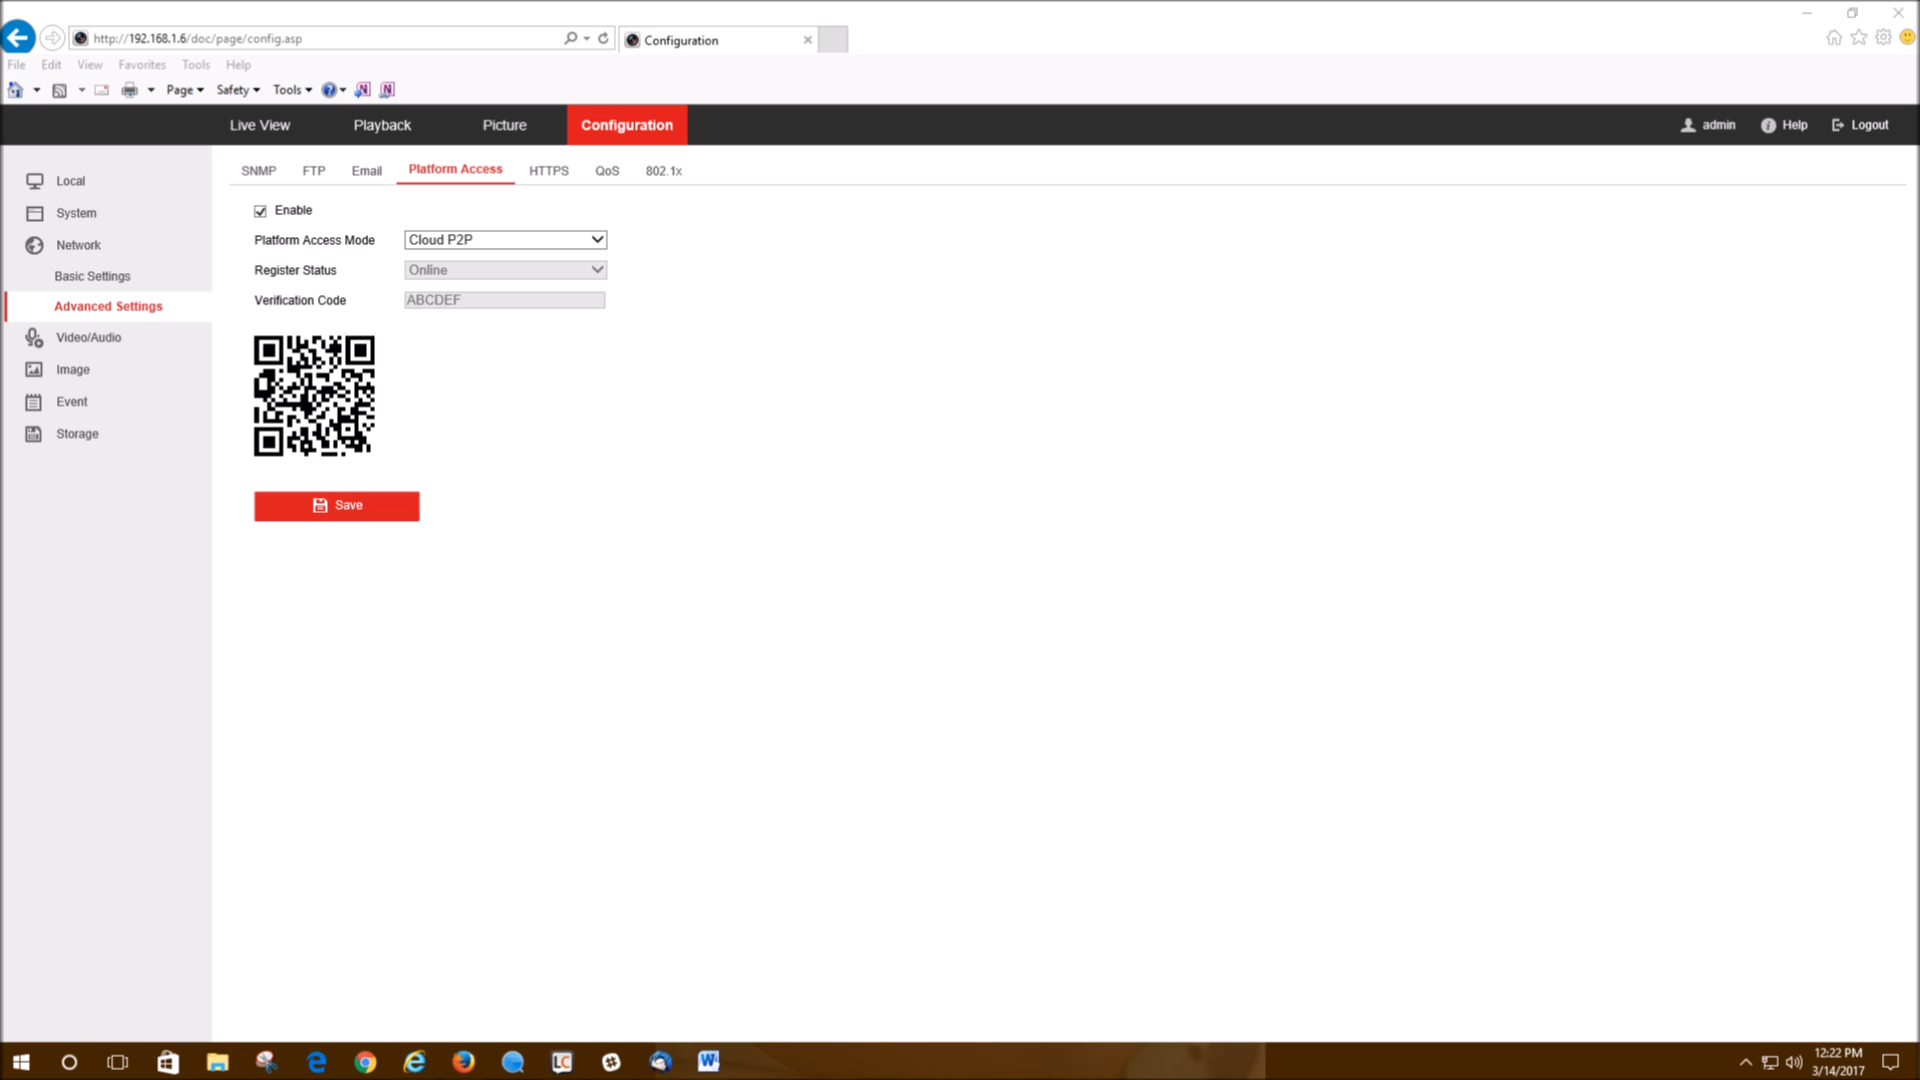 http://192.168.1.6/doc/page/config.asp
Configuration
File Edit View Favorites Tools Help
Page Safety Tools
Live View Playback Picture Configuration admin Help Logout
SNMP FTP Email Platform Access HTTPS QoS 802.1x
Local
System
Network
Basic Settings
Advanced Settings
Video/Audio
Image
Event
Storage
Enable
Platform Access Mode Cloud P2P
Register Status Online
Verification Code ABCDEF
Save
12:22 PM
3/14/2017